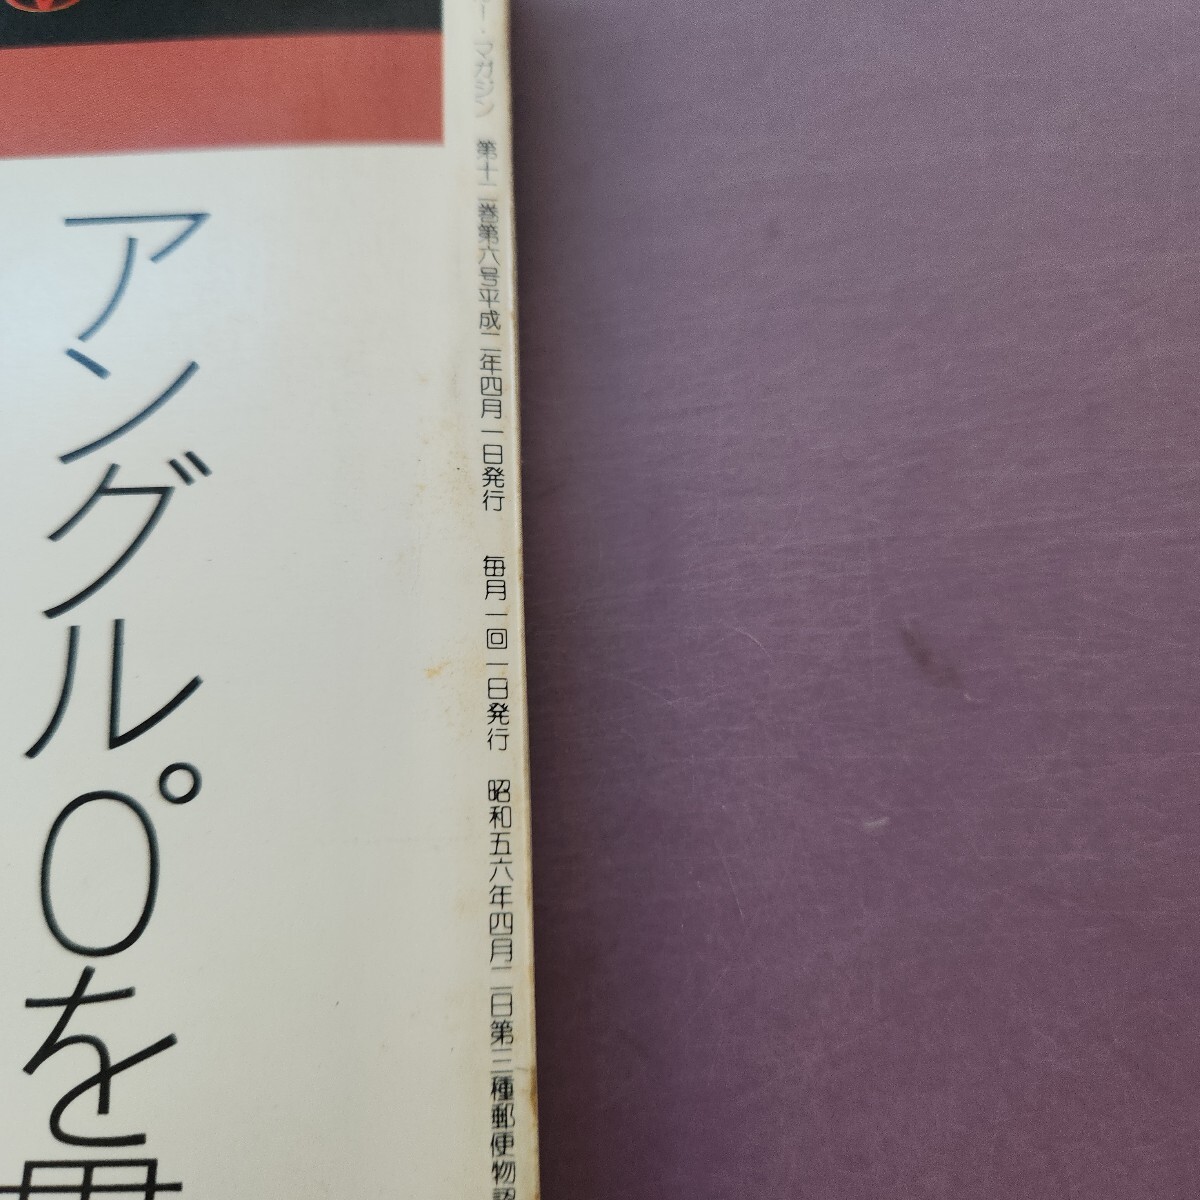 ー・マガジン 第十二巻第六号平成二年四月一日発行 毎月一回一日発行 昭和五六年四月二日第三種郵便物認
アングル°0を